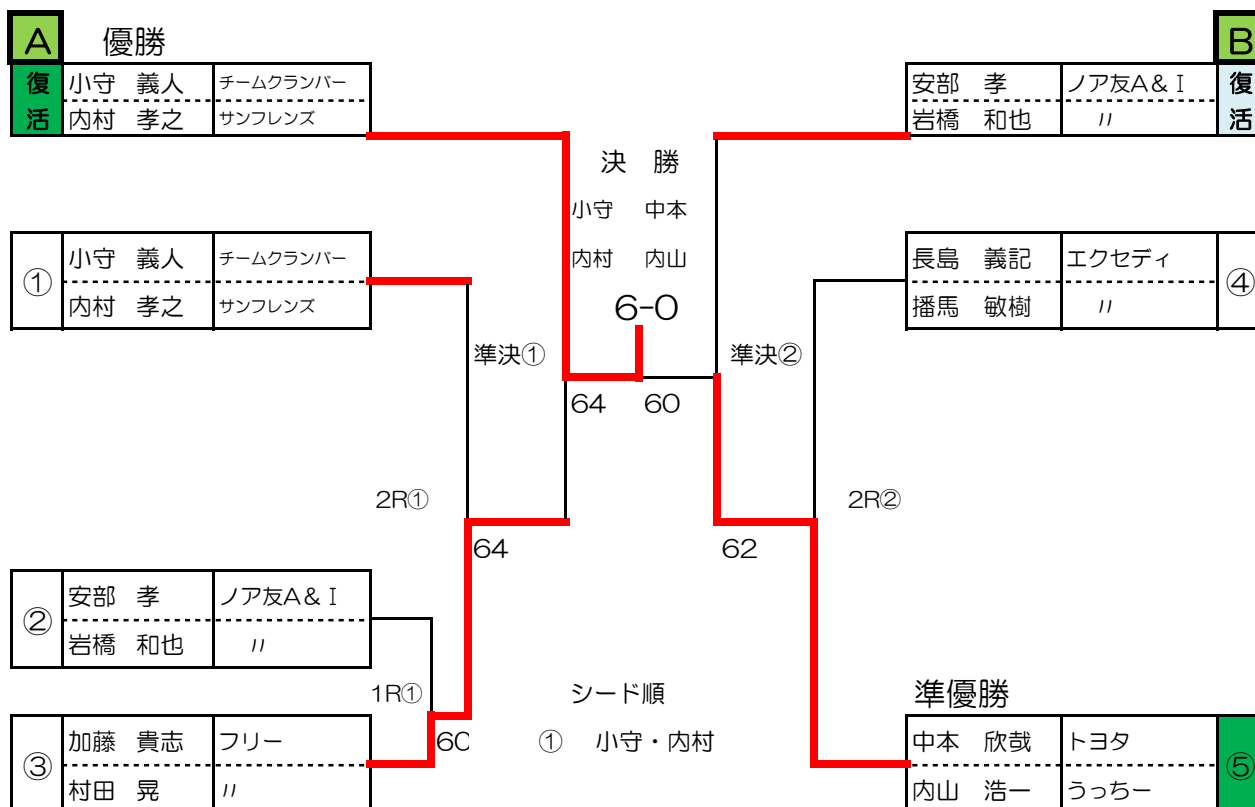 A 優勝 B
復 小守 義人 チームクランバー
活 内村 孝之 サンフレンズ
安部 孝 ノア友A&I 復
岩橋 和也 〃 活
決 勝
小守 中本
内村 内山
6-0
① 小守 義人 チームクランバー
内村 孝之 サンフレンズ
長島 義記 エクセディ ④
播馬 敏樹 〃
準決① 準決②
64 60
2R① 2R②
64 62
② 安部 孝 ノア友A&I
岩橋 和也 〃
1R①
60
シード順
① 小守・内村
準優勝
③ 加藤 貴志 フリー
村田 晃 〃
中本 欣哉 トヨタ ⑤
内山 浩一 うっちー